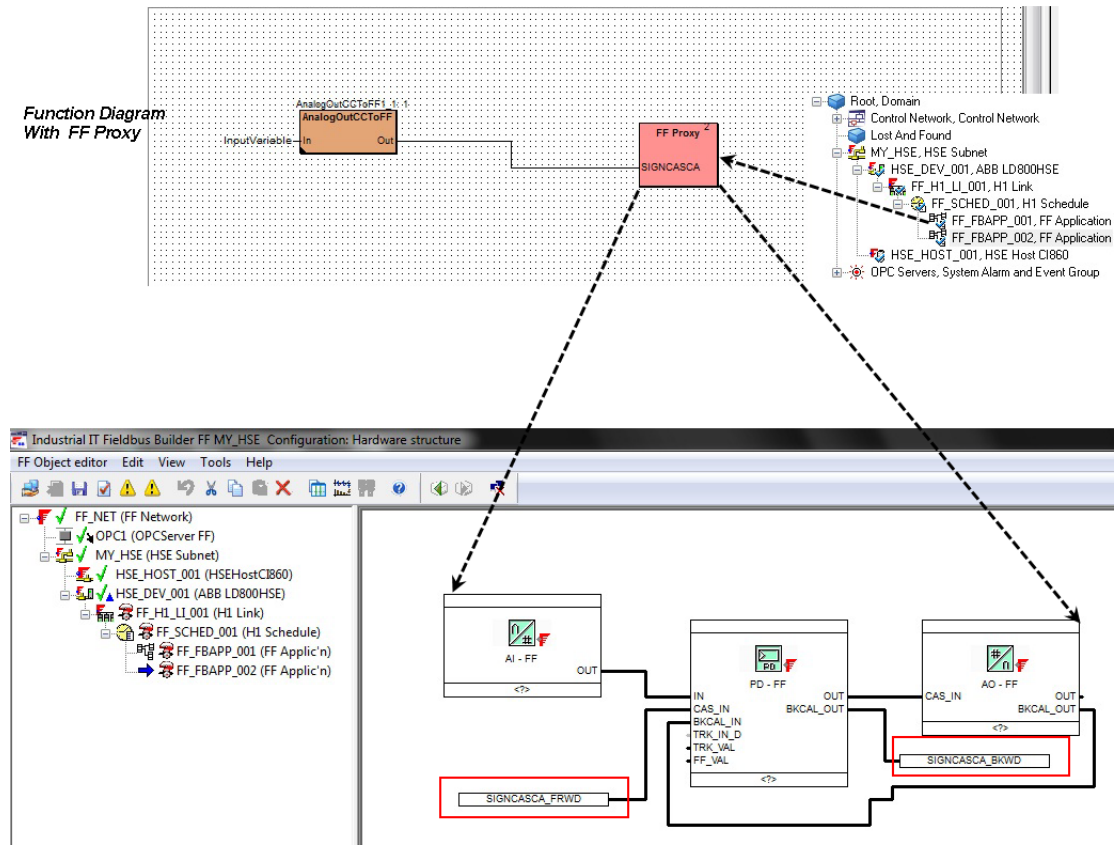 Function Diagram
With FF Proxy
AnalogOutCCToFF1_1: 1
AnalogOutCCToFF
InputVariable
In
Out
FF Proxy
2
SIGNCASCA
Root, Domain
Control Network, Control Network
Lost And Found
MY_HSE, HSE Subnet
HSE_DEV_001, ABB LD800HSE
FF_H1_LI_001, H1 Link
FF_SCHED_001, H1 Schedule
FF_FBAPP_001, FF Application
FF_FBAPP_002, FF Application
HSE_HOST_001, HSE Host CI860
OPC Servers, System Alarm and Event Group
Industrial IT Fieldbus Builder FF MY_HSE Configuration: Hardware structure
FF Object editor Edit View Tools Help
FF_NET (FF Network)
OPC1 (OPCServer FF)
MY_HSE (HSE Subnet)
HSE_HOST_001 (HSEHostCI860)
HSE_DEV_001 (ABB LD800HSE)
FF_H1_LI_001 (H1 Link)
FF_SCHED_001 (H1 Schedule)
FF_FBAPP_001 (FF Applic'n)
FF_FBAPP_002 (FF Applic'n)
AI - FF
OUT
<?>
PD
PD - FF
IN
CAS_IN
BKCAL_IN
TRK_IN_D
TRK_VAL
FF_VAL
OUT
BKCAL_OUT
<?>
AO - FF
CAS_IN
OUT
BKCAL_OUT
<?>
SIGNCASCA_BKWD
SIGNCASCA_FRWD